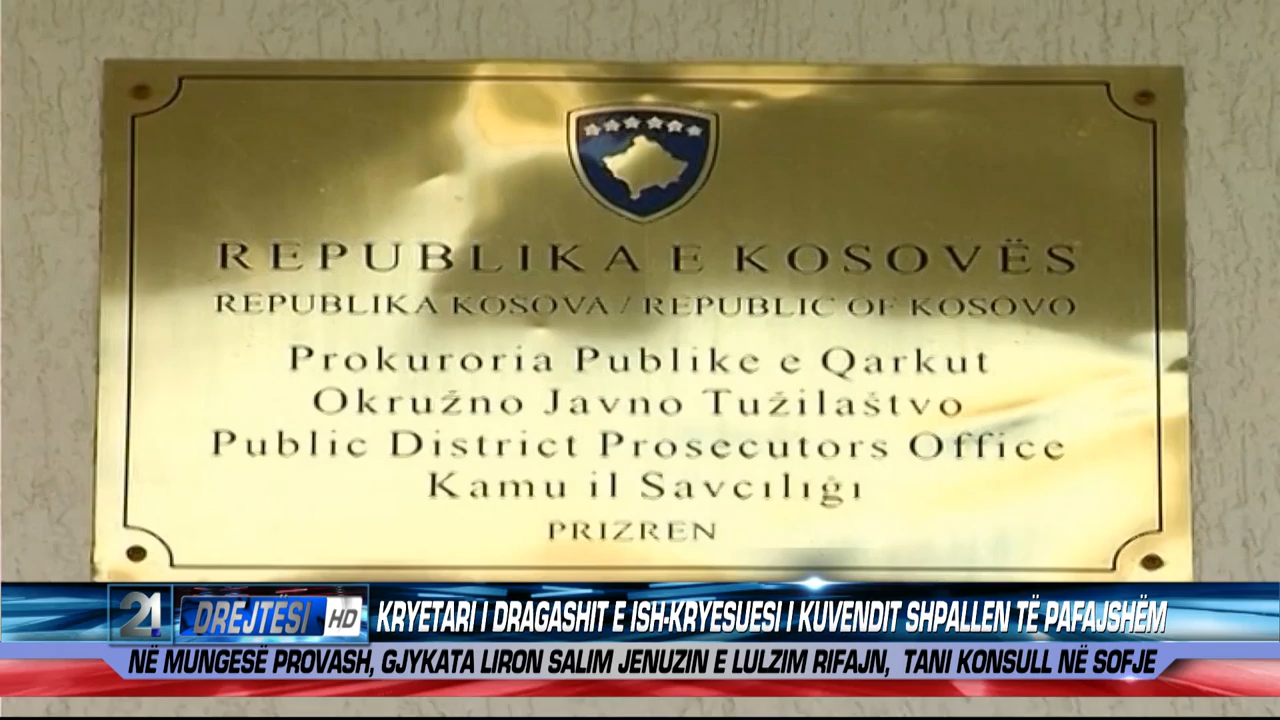 REPUBLIKA E KOSOVËS
REPUBLIKA KOSOVA / REPUBLIC OF KOSOVO
Prokuroria Publike e Qarkut
Okružno Javno Tužilaštvo
Public District Prosecutors Office
Kamu il Savcılığı
PRIZREN
21 DREJTËSI HD KRYETARI I DRAGASHIT E ISH-KRYESUESI I KUVENDIT SHPALLEN TË PAFAJSHËM
NË MUNGESË PROVASH, GJYKATA LIRON SALIM JENUZIN E LULZIM RIFAJN, TANI KONSULL NË SOFJE